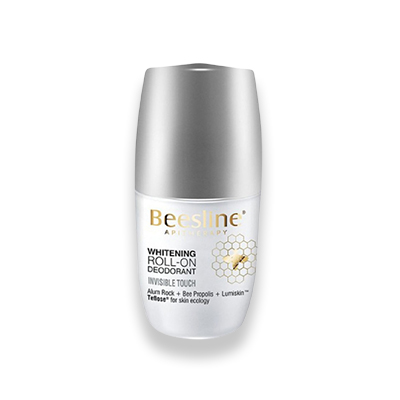 Beesline®
APITHERAPY
WHITENING
ROLL-ON
DEODORANT
INVISIBLE TOUCH
Alum Rock + Bee Propolis + Lumiskin™
Teflose® for skin ecology